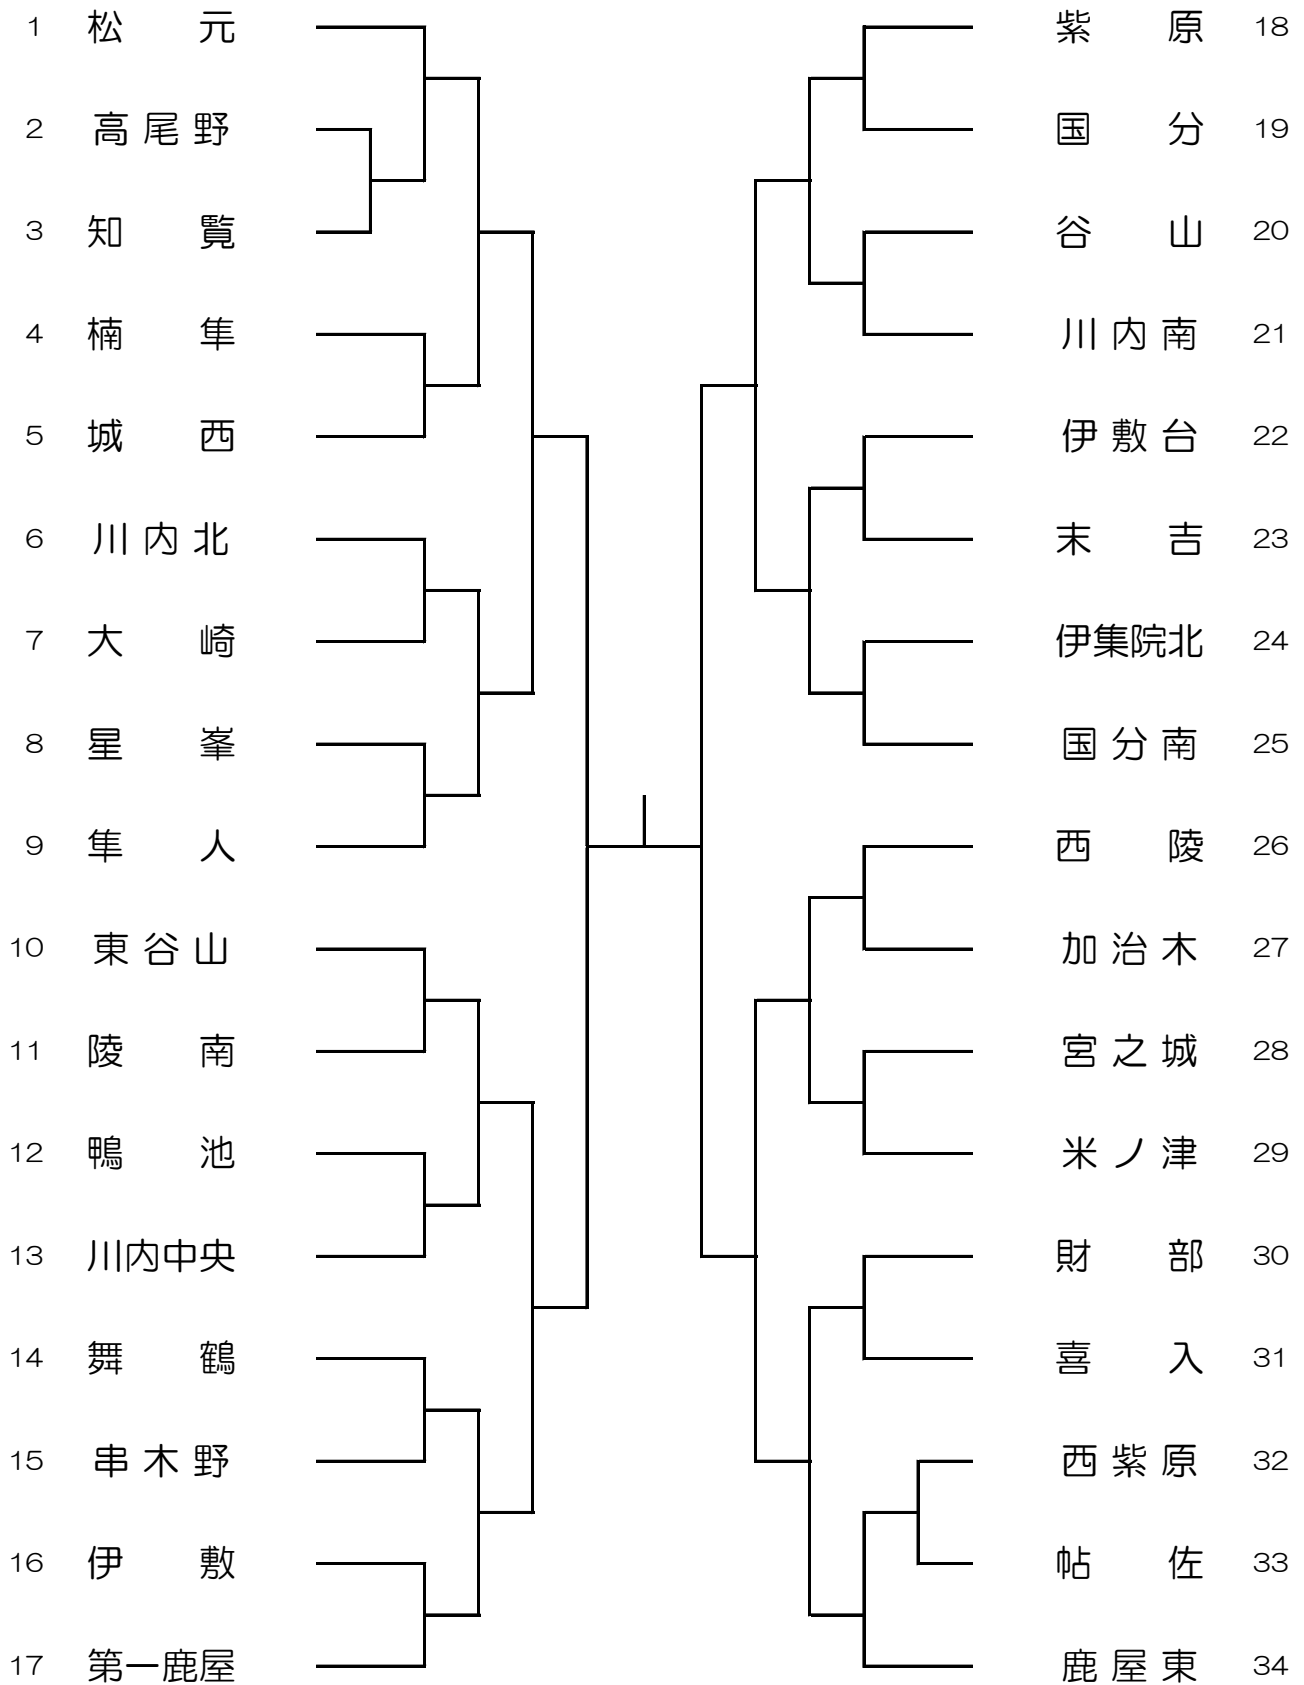 1 松元
2 高尾野
3 知覧
4 楠隼
5 城西
6 川内北
7 大崎
8 星峯
9 隼人
10 東谷山
11 陵南
12 鴨池
13 川内中央
14 舞鶴
15 串木野
16 伊敷
17 第一鹿屋
紫原 18
国分 19
谷山 20
川内南 21
伊敷台 22
末吉 23
伊集院北 24
国分南 25
西陵 26
加治木 27
宮之城 28
米ノ津 29
財部 30
喜入 31
西紫原 32
帖佐 33
鹿屋東 34